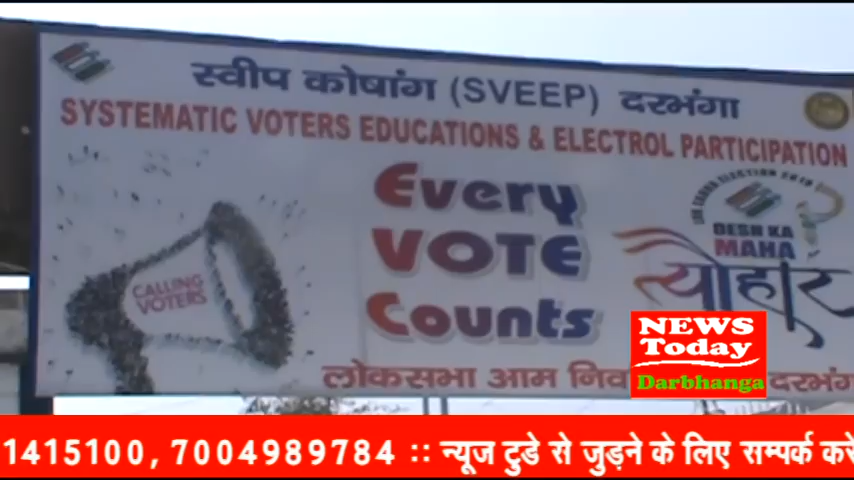 स्वीप कोषांग (SVEEP) दरभंगा
SYSTEMATIC VOTERS EDUCATIONS & ELECTROL PARTICIPATION
Every
VOTE
Counts
CALLING
VOTERS
DESH KA
MAHA
त्योहार
लोकसभा आम
NEWS
Today
Darbhanga
1415100, 7004989784 :: न्यूज टुडे से जुड़ने के लिए सम्पर्क करे